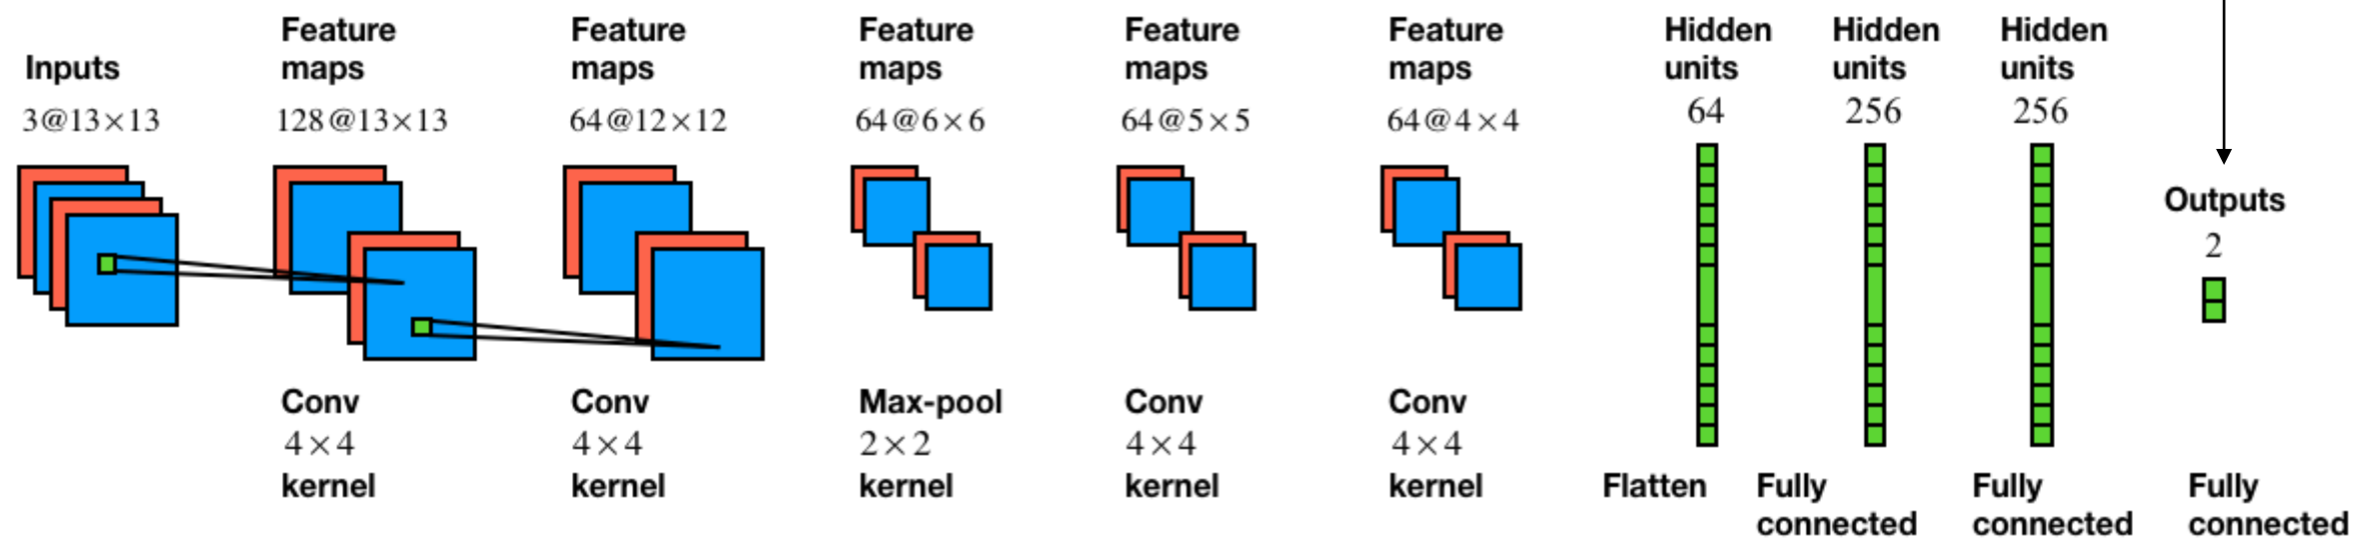 Inputs
3@13×13
Feature
maps
128@13×13
Feature
maps
64@12×12
Feature
maps
64@6×6
Feature
maps
64@5×5
Feature
maps
64@4×4
Hidden
units
64
Hidden
units
256
Hidden
units
256
Outputs
2
Conv
4×4
kernel
Conv
4×4
kernel
Max-pool
2×2
kernel
Conv
4×4
kernel
Conv
4×4
kernel
Flatten
Fully
connected
Fully
connected
Fully
connected